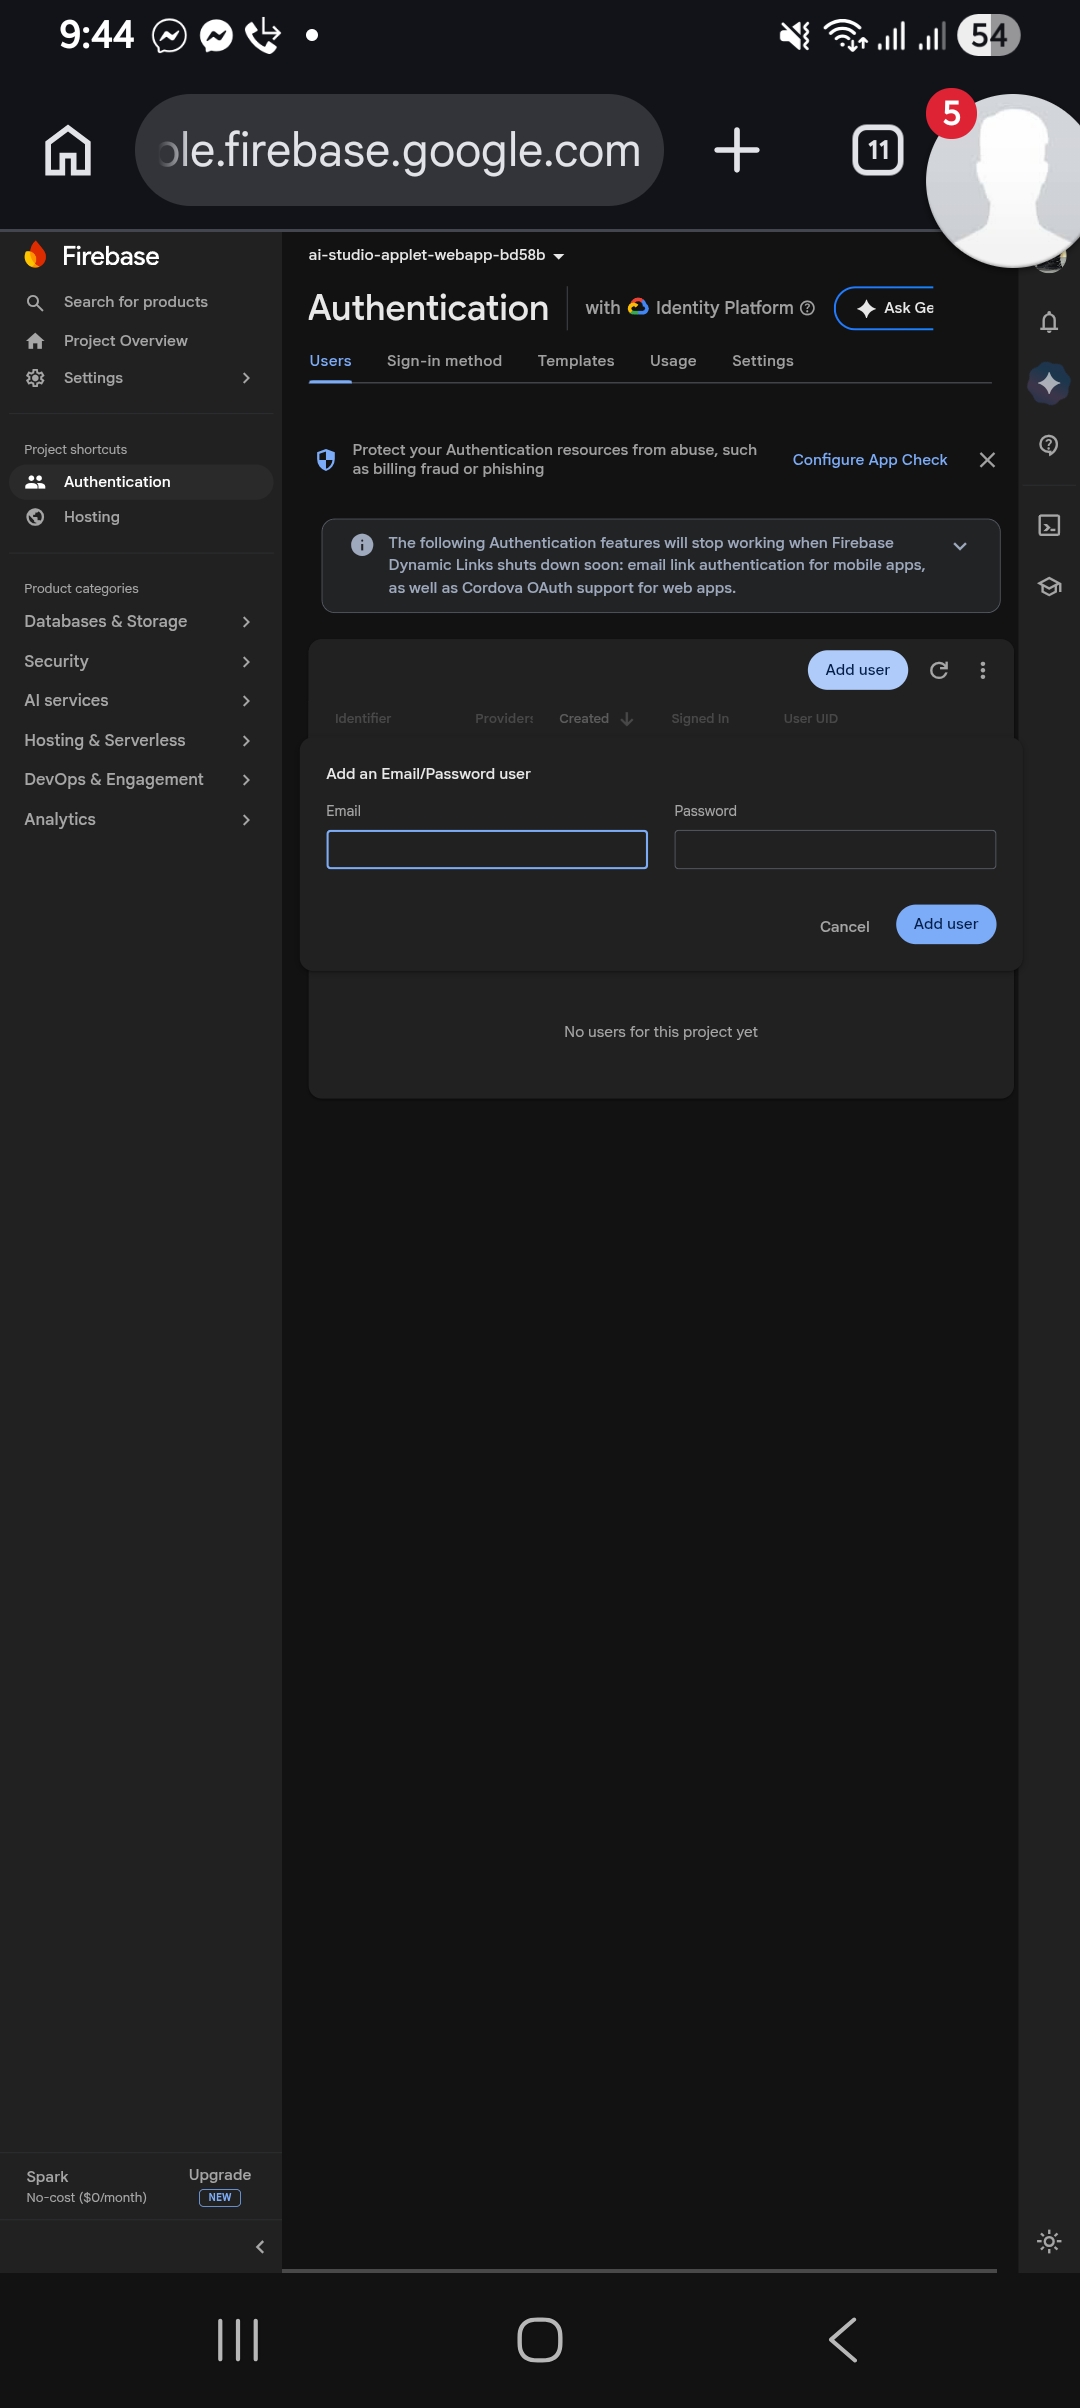 9:44
54
ole.firebase.google.com
11
5
Firebase
Search for products
Project Overview
Settings
Project shortcuts
Authentication
Hosting
Product categories
Databases & Storage
Security
AI services
Hosting & Serverless
DevOps & Engagement
Analytics
ai-studio-applet-webapp-bd58b
Authentication
with Identity Platform
Ask Ge
Users Sign-in method Templates Usage Settings
Protect your Authentication resources from abuse, such
as billing fraud or phishing
Configure App Check
The following Authentication features will stop working when Firebase
Dynamic Links shuts down soon: email link authentication for mobile apps,
as well as Cordova OAuth support for web apps.
Add user
Identifier Providers Created Signed In User UID
Add an Email/Password user
Email Password
Cancel Add user
No users for this project yet
Spark
No-cost ($0/month)
Upgrade
NEW